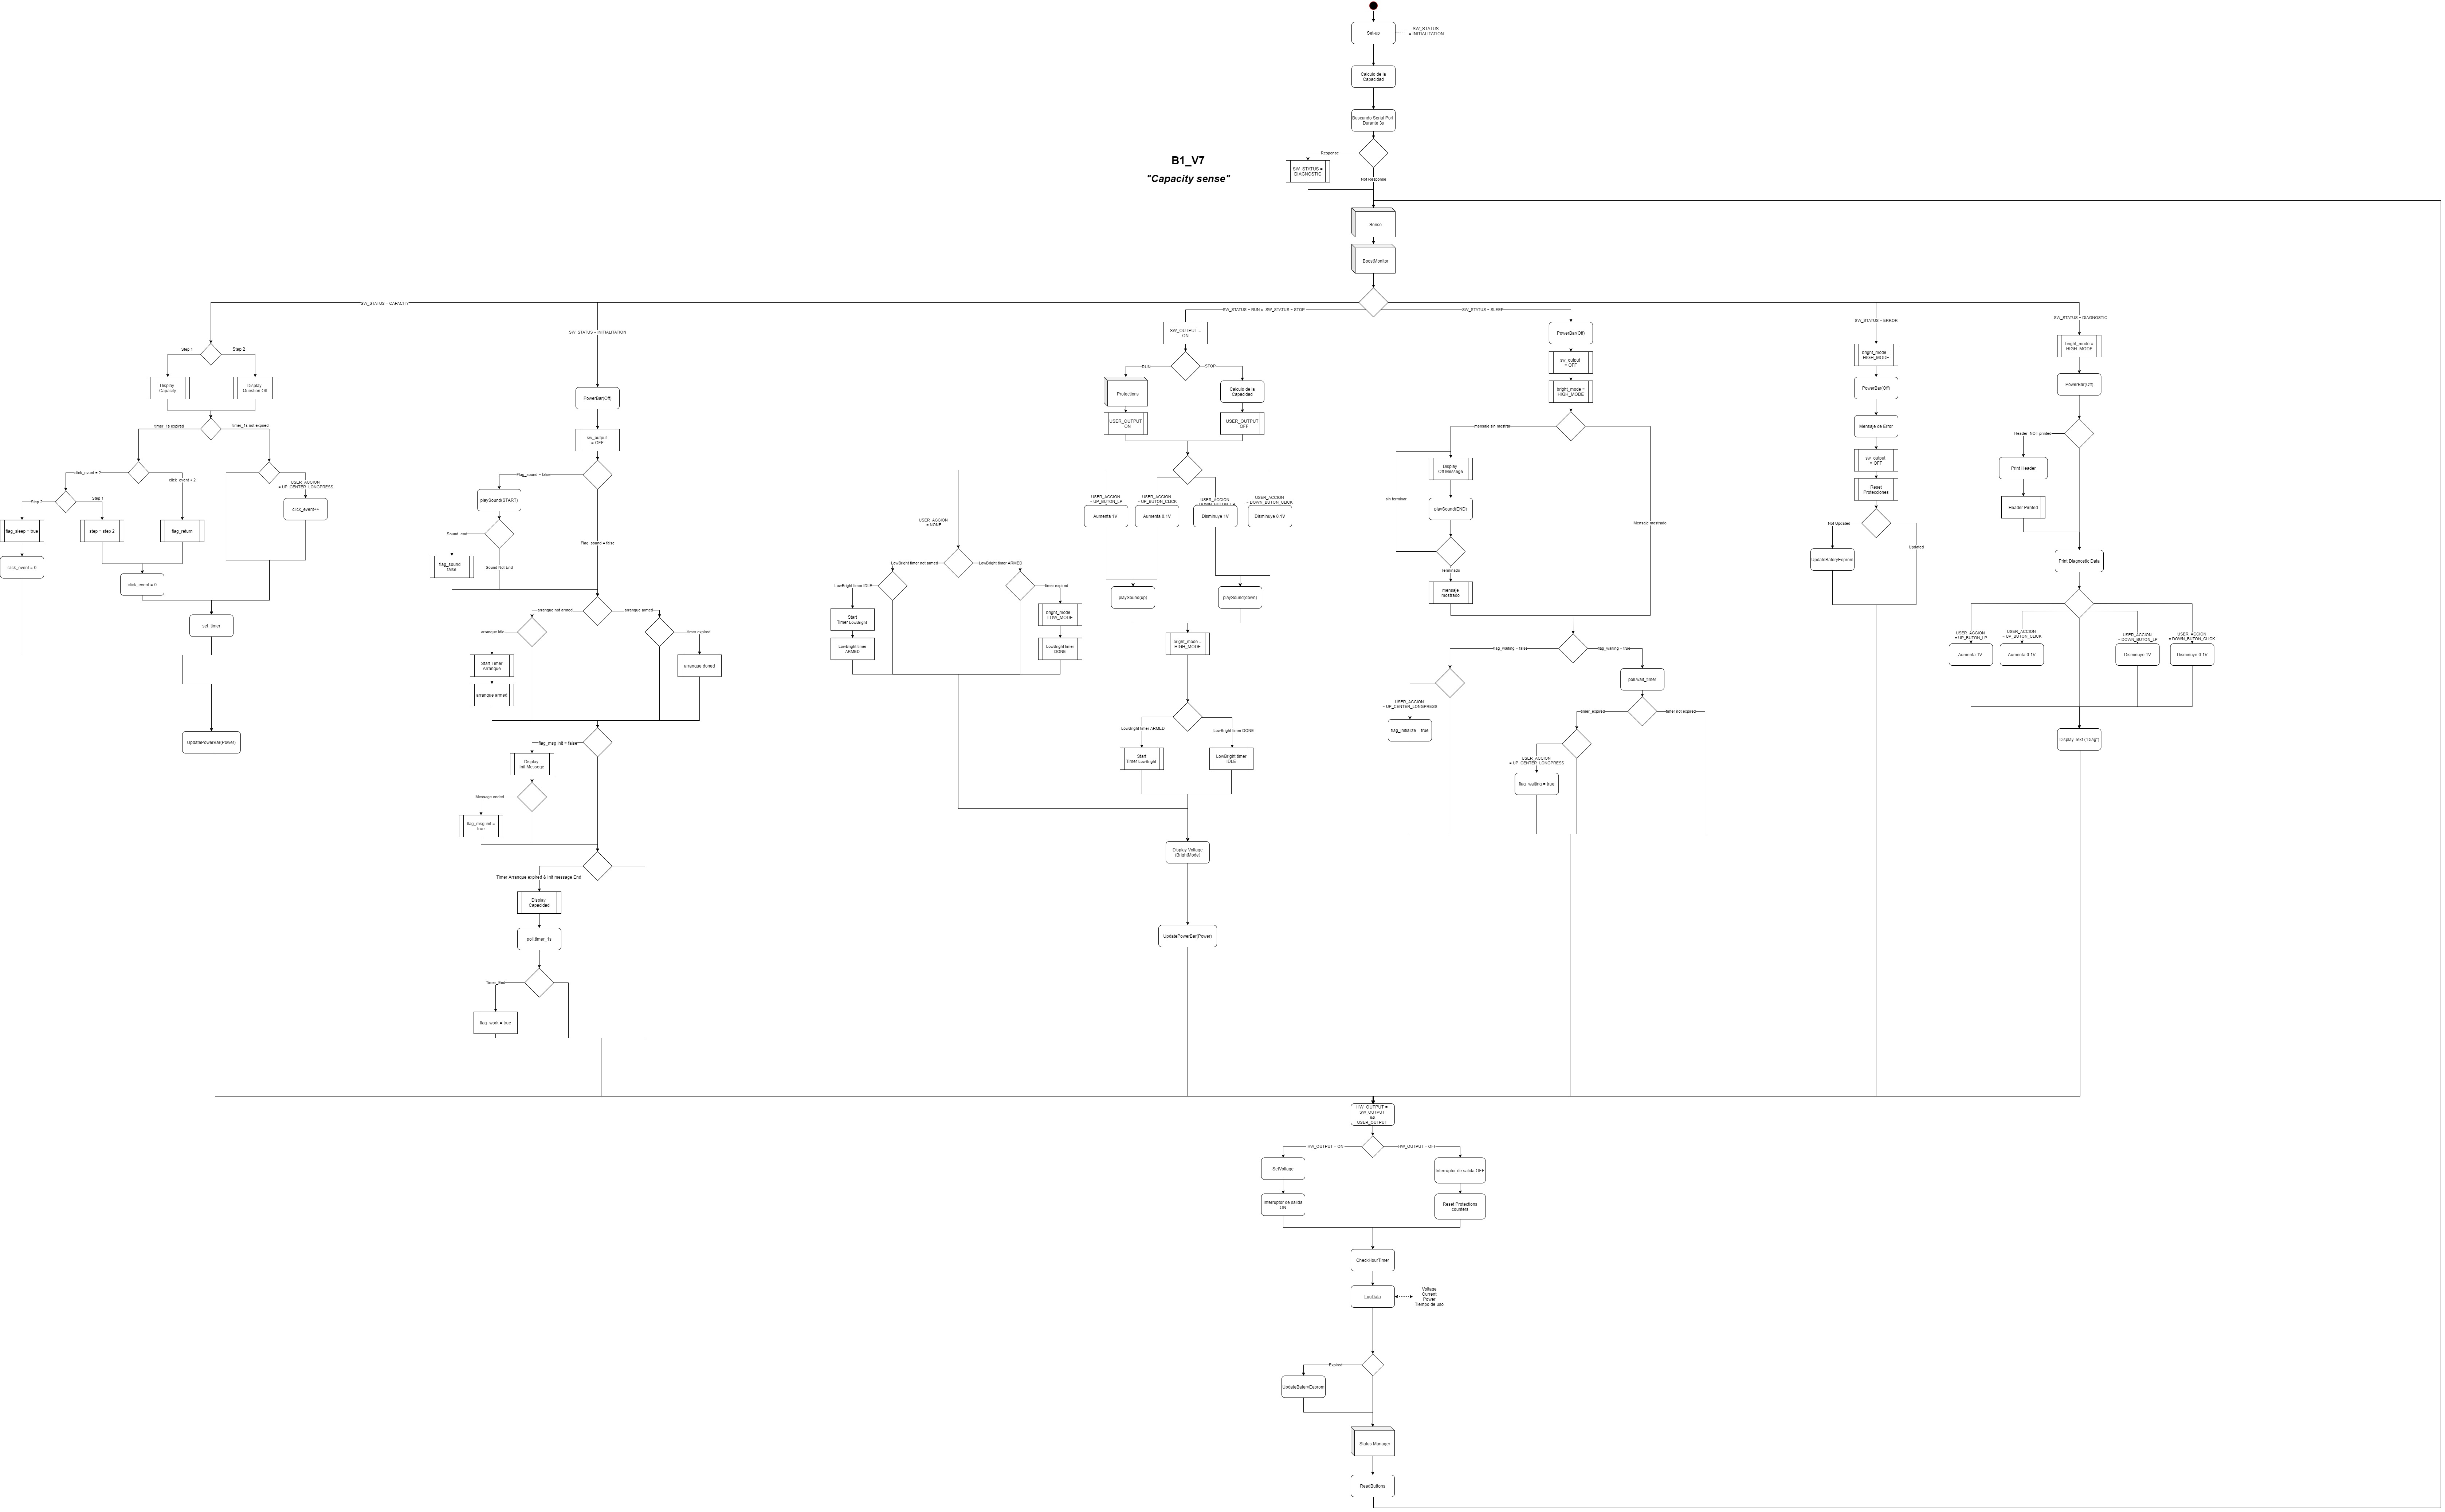 Set-up
SW_STATUS
= INITIALITATION
Calculo de la
Capacidad
Buscando Serial Port
Durante 3s
Response
SW_STATUS =
DIAGNOSTIC
Not Response
B1_V7
"Capacity sense"
Sense
BoostMonitor
SW_STATUS = CAPACITY
Step 1
Step 2
Display
Capacity
Display
Question Off
timer_1s expired
timer_1s not expired
click_event = 2
click_event < 2
USER_ACCION
= UP_CENTER_LONGPRESS
click_event++
Step 2
Step 1
flag_sleep = true
step = step 2
flag_return
click_event = 0
click_event = 0
set_timer
UpdatePowerBar(Power)
SW_STATUS = INITIALITATION
PowerBar(Off)
sw_output
= OFF
Flag_sound = false
playSound(START)
Sound_end
Sound Not End
flag_sound =
false
Flag_sound = false
arranque not armed
arranque armed
arranque idle
timer expired
Start Timer
Arranque
arranque armed
arranque doned
flag_msg init = false
Display
Init Messege
Message ended
flag_msg init =
true
Timer Arranque expired & Init message End
Display
Capacidad
poll.timer_1s
Timer_End
flag_work = true
SW_STATUS = RUN o SW_STATUS = STOP
SW_OUTPUT =
ON
RUN
STOP
Protections
Calculo de la
Capacidad
USER_OUTPUT
= ON
USER_OUTPUT
= OFF
USER_ACCION
= NONE
USER_ACCION
= UP_BUTON_LP
USER_ACCION
= UP_BUTON_CLICK
USER_ACCION
= DOWN_BUTON_LP
USER_ACCION
= DOWN_BUTON_CLICK
Aumenta 1V
Aumenta 0.1V
Disminuye 1V
Disminuye 0.1V
playSound(up)
playSound(down)
LowBright timer not armed
LowBright timer ARMED
LowBright timer IDLE
timer expired
Start
Timer LowBright
LowBright timer
ARMED
bright_mode =
LOW_MODE
LowBright timer
DONE
bright_mode =
HIGH_MODE
LowBright timer ARMED
LowBright timer DONE
Start
Timer LowBright
LowBright timer
IDLE
Display Voltage
(BrightMode)
UpdatePowerBar(Power)
SW_STATUS = SLEEP
PowerBar(Off)
sw_output
= OFF
bright_mode =
HIGH_MODE
mensaje sin mostrar
Mensaje mostrado
Display
Off Messege
playSound(END)
sin terminar
Terminado
mensaje
mostrado
flag_waiting = false
flag_waiting = true
USER_ACCION
= UP_CENTER_LONGPRESS
flag_initialize = true
poll.wait_timer
timer_expired
timer not expired
USER_ACCION
= UP_CENTER_LONGPRESS
flag_waiting = true
SW_STATUS = ERROR
bright_mode =
HIGH_MODE
PowerBar(Off)
Mensaje de Error
sw_output
= OFF
Reset
Protecciones
Not Updated
Updated
UpdateBateryEeprom
SW_STATUS = DIAGNOSTIC
bright_mode =
HIGH_MODE
PowerBar(Off)
Header NOT printed
Print Header
Header Printed
Print Diagnostic Data
USER_ACCION
= UP_BUTON_LP
USER_ACCION
= UP_BUTON_CLICK
USER_ACCION
= DOWN_BUTON_LP
USER_ACCION
= DOWN_BUTON_CLICK
Aumenta 1V
Aumenta 0.1V
Disminuye 1V
Disminuye 0.1V
Display Text ("Diag")
HW_OUTPUT =
SW_OUTPUT
&&
USER_OUTPUT
HW_OUTPUT = ON
HW_OUTPUT = OFF
SetVoltage
Interruptor de salida
ON
Interruptor de salida OFF
Reset Protections
counters
CheckHourTimer
LogData
Voltage
Current
Power
Tiempo de uso
Expired
UpdateBateryEeprom
Status Manager
ReadButtons